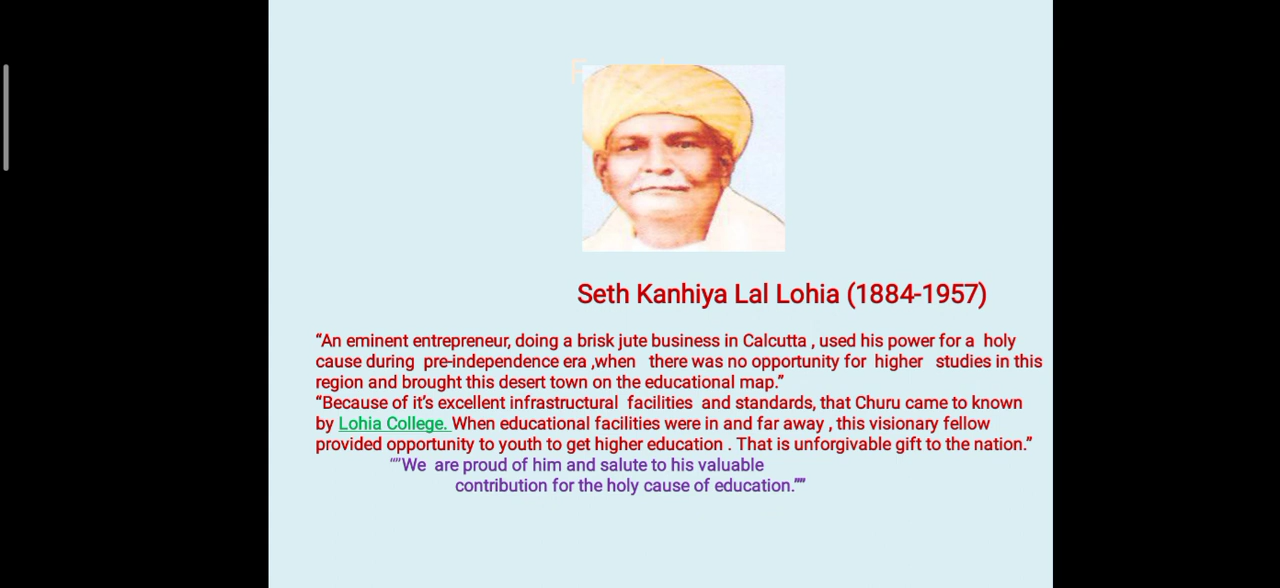 Seth Kanhiya Lal Lohia (1884-1957)
“An eminent entrepreneur, doing a brisk jute business in Calcutta , used his power for a  holy
cause during  pre-independence era ,when   there was no opportunity for  higher   studies in this
region and brought this desert town on the educational map.”
“Because of it’s excellent infrastructural  facilities  and standards, that Churu came to known
by Lohia College. When educational facilities were in and far away , this visionary fellow
provided opportunity to youth to get higher education . That is unforgivable gift to the nation.”
“”We  are proud of him and salute to his valuable
contribution for the holy cause of education.””